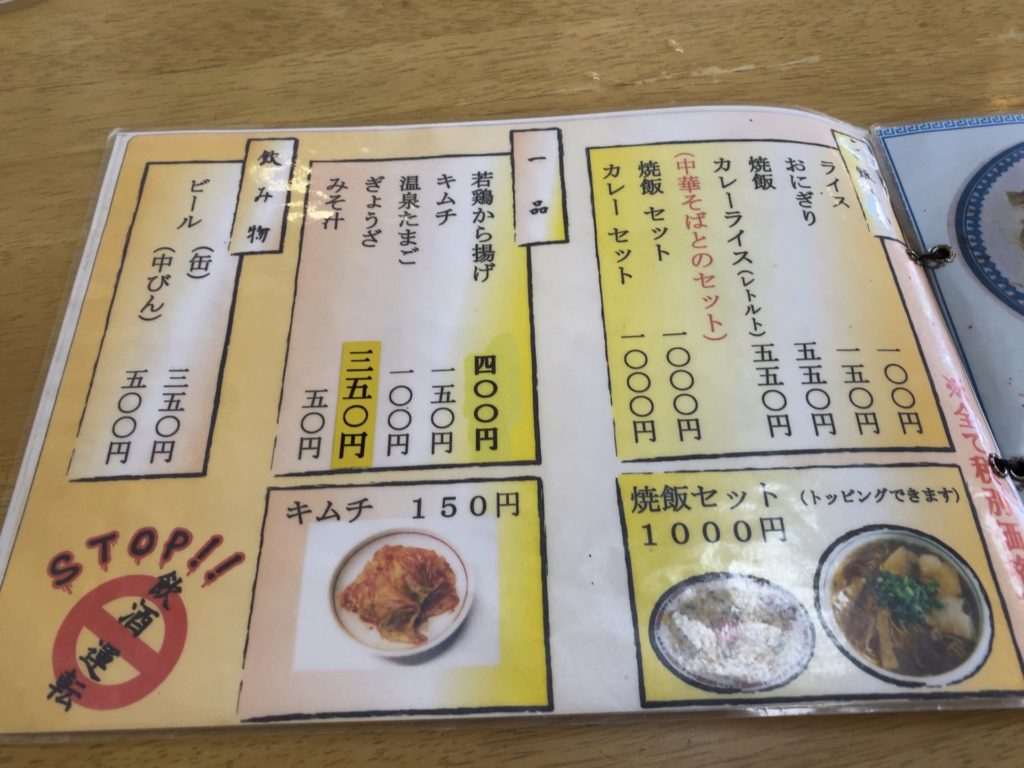 ライス 一〇〇円
おにぎり 一五〇円
焼飯 五五〇円
カレーライス(レトルト) 五五〇円
(中華そばとのセット)
焼飯 セット 一〇〇〇円
カレー セット 一〇〇〇円
一品
若鶏から揚げ 四〇〇円
キムチ 一五〇円
温泉たまご 一〇〇円
ぎょうざ 三五〇円
みそ汁 五〇円
飲み物
ビール (缶) 三五〇円
(中びん) 五〇〇円
焼飯セット (トッピングできます)
1000円
キムチ 150円
STOP!!
飲酒運転
※全て税別価